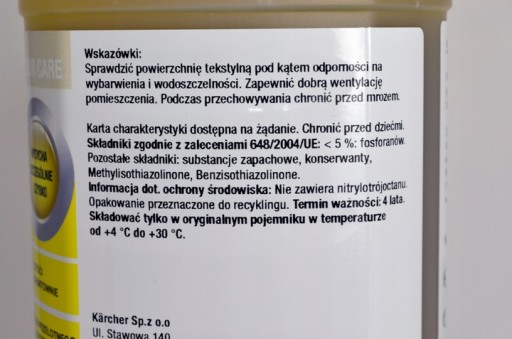 CARE
Wskazówki:
Sprawdzić powierzchnię tekstylną pod kątem odporności na
wybarwienia i wodoszczelności. Zapewnić dobrą wentylację
pomieszczenia. Podczas przechowywania chronić przed mrozem.
Karta charakterystyki dostępna na żądanie. Chronić przed dziećmi.
Składniki zgodnie z zaleceniami 648/2004/UE: < 5 %: fosforanów.
Pozostałe składniki: substancje zapachowe, konserwanty,
Methylisothiazolinone, Benzisothiazolinone.
Informacja dot. ochrony środowiska: Nie zawiera nitrylotrójoctanu.
Opakowanie przeznaczone do recyklingu. Termin ważności: 4 lata.
Składować tylko w oryginalnym pojemniku w temperaturze
od +4 °C do +30 °C.
Kärcher Sp.z o.o
Ul. Stawowa 140